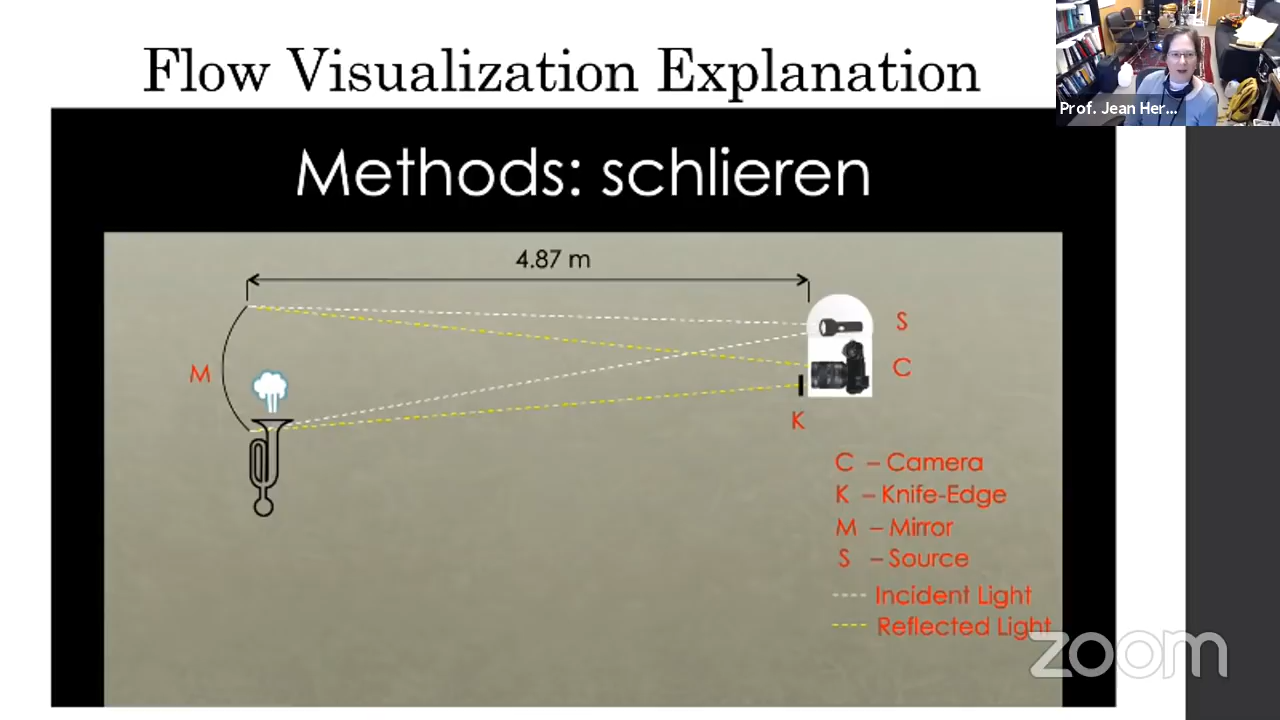 Flow Visualization Explanation
Prof. Jean Her...
Methods: schlieren
4.87 m
S
M
C
K
C – Camera
K – Knife-Edge
M – Mirror
S – Source
Incident Light
Reflected Light
zoom